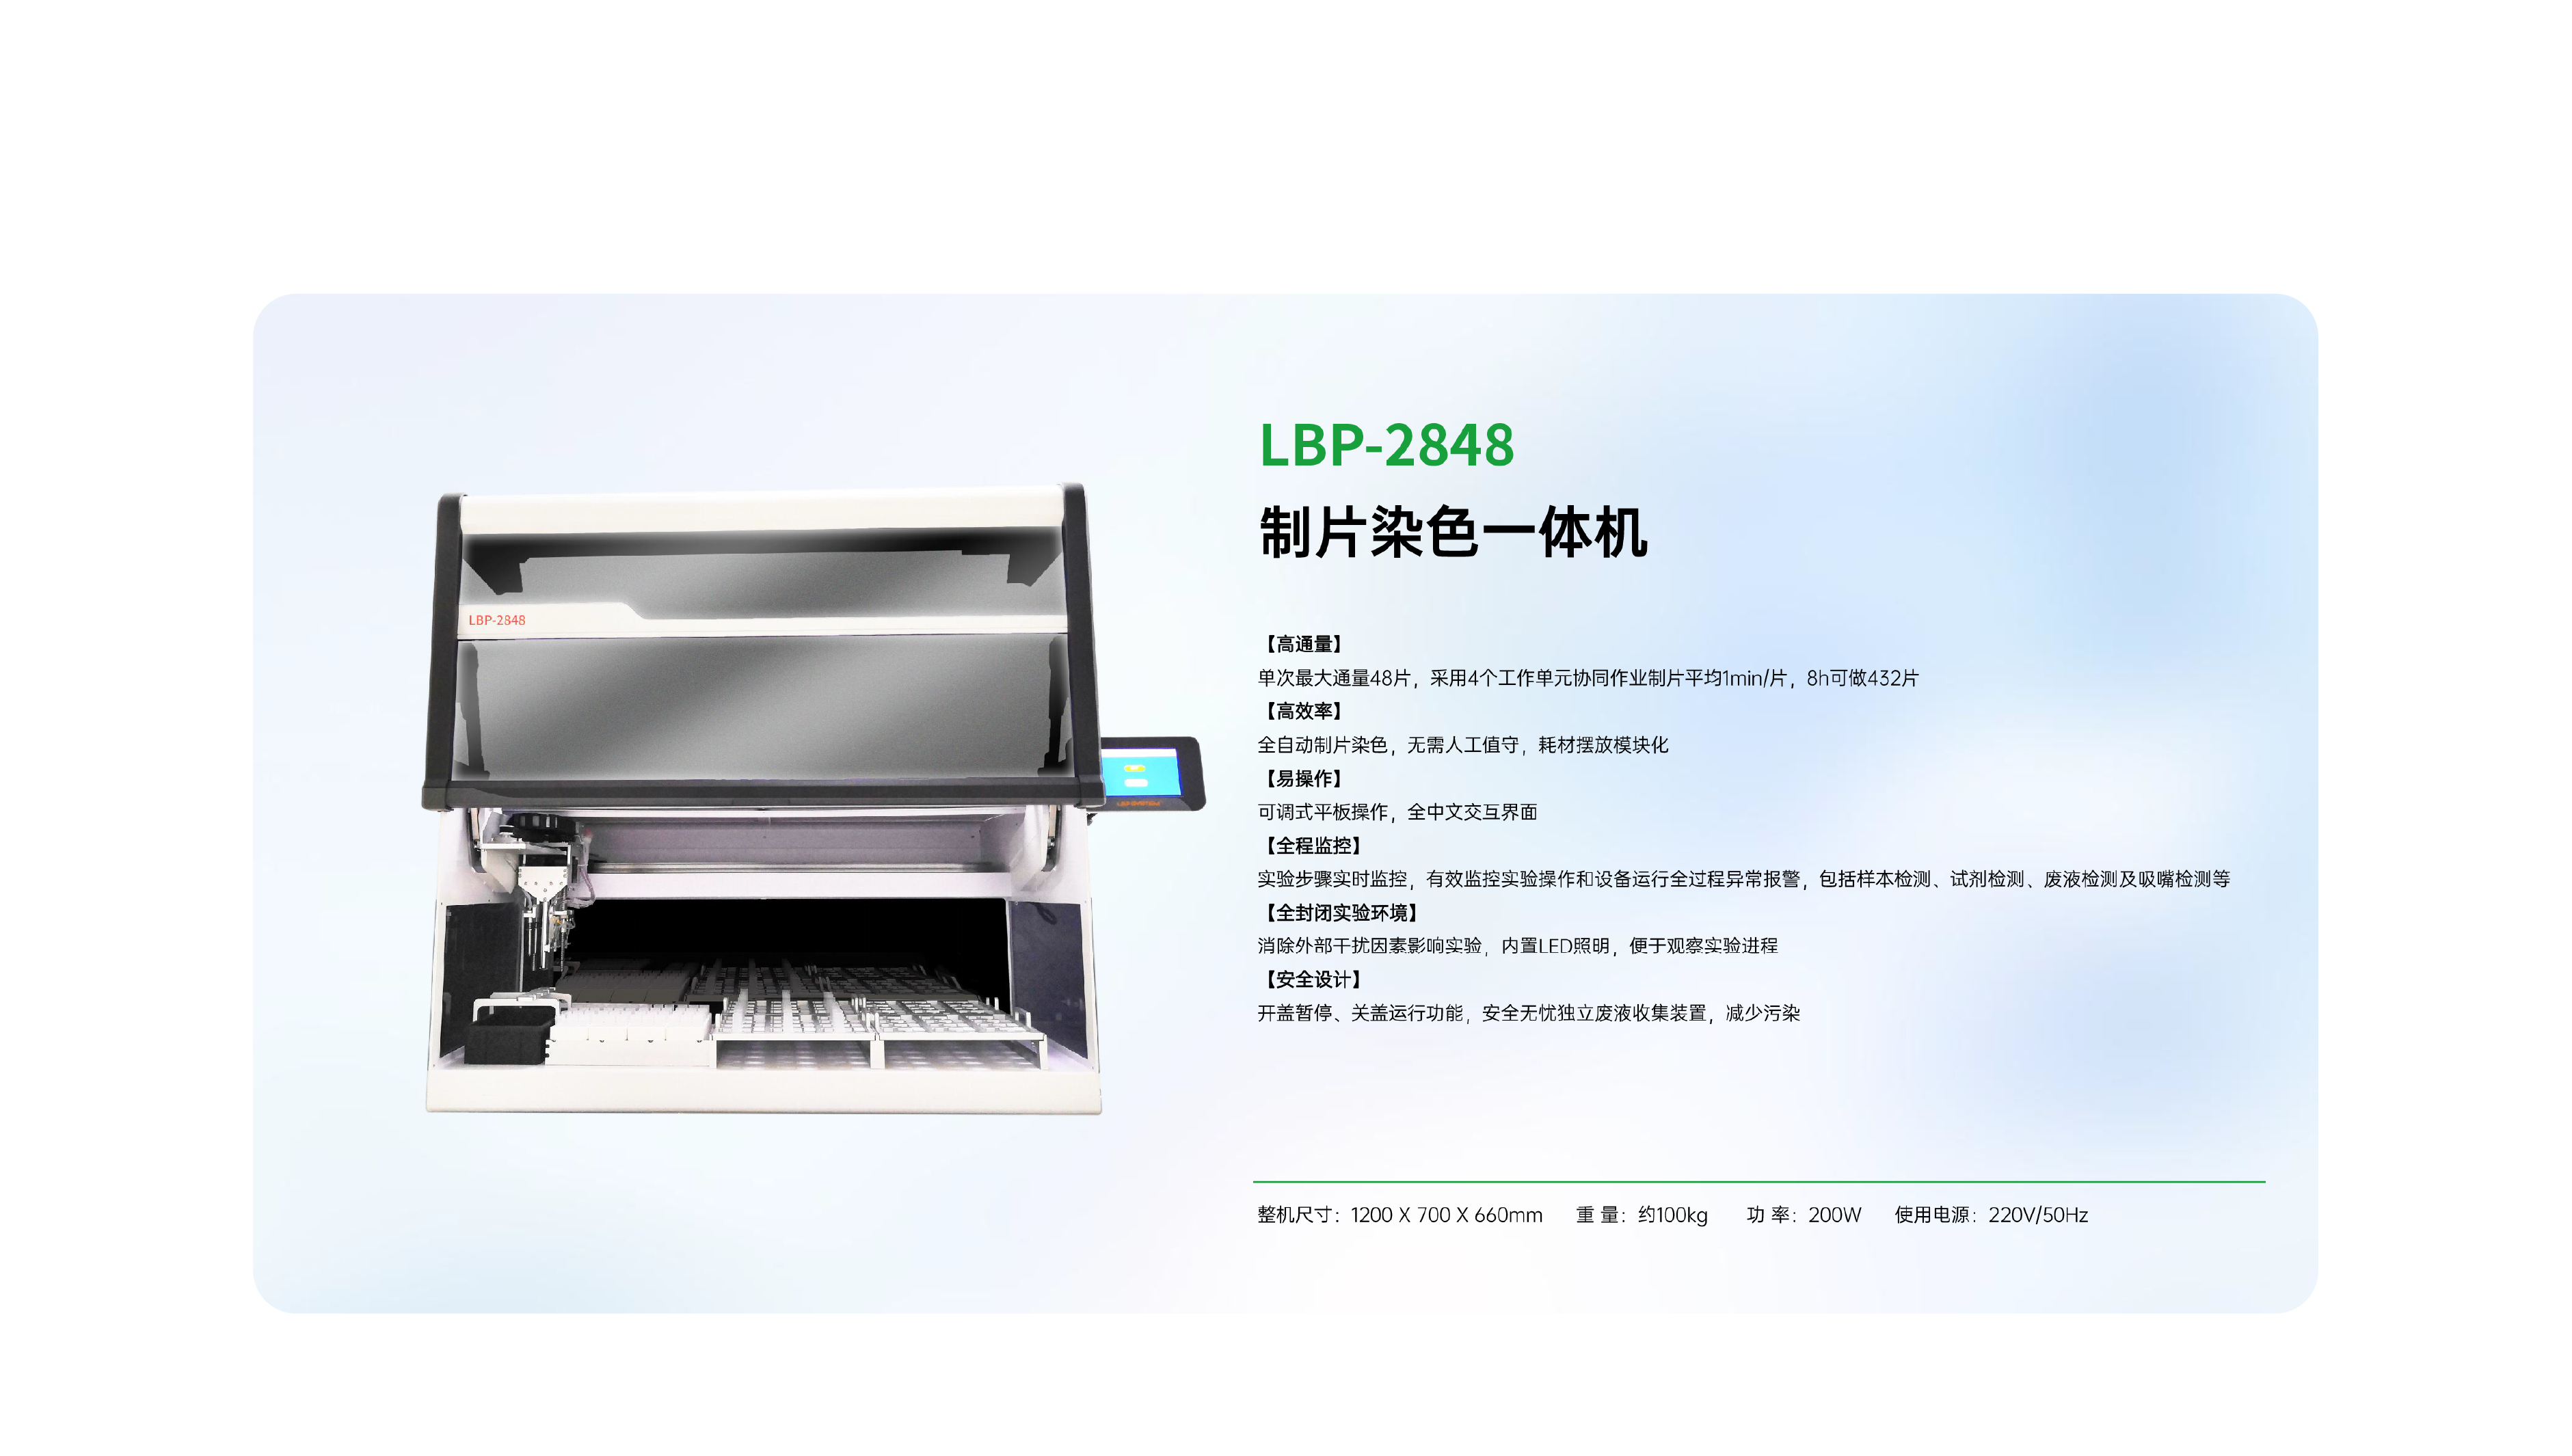 LBP-2848
制片染色一体机
LBP-2848
【高通量】
单次最大通量48片，采用4个工作单元协同作业制片平均1min/片，8h可做432片
【高效率】
全自动制片染色，无需人工值守，耗材摆放模块化
【易操作】
可调式平板操作，全中文交互界面
【全程监控】
实验步骤实时监控，有效监控实验操作和设备运行全过程异常报警，包括样本检测、试剂检测、废液检测及吸嘴检测等
【全封闭实验环境】
消除外部干扰因素影响实验，内置LED照明，便于观察实验进程
【安全设计】
开盖暂停、关盖运行功能，安全无忧独立废液收集装置，减少污染
整机尺寸：1200 X 700 X 660mm 重 量：约100kg 功 率：200W 使用电源：220V/50Hz